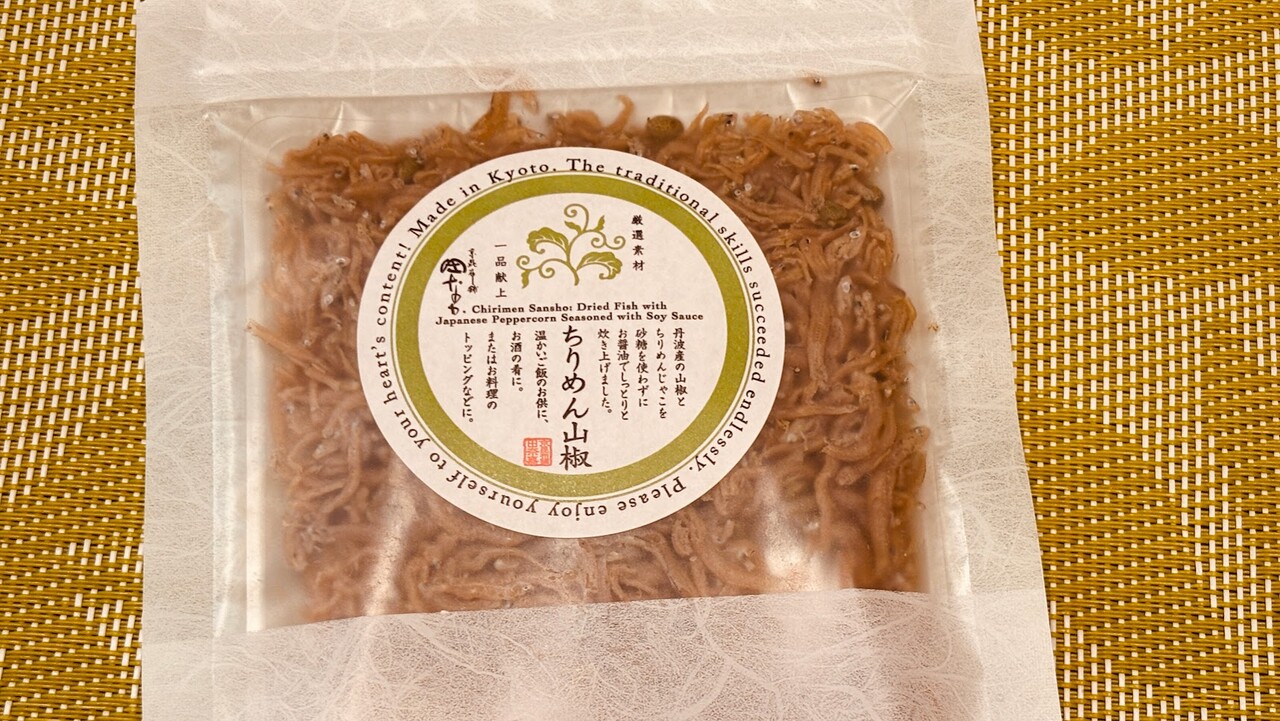 Made in Kyoto. The traditional skills succeeded endlessly. Please enjoy yourself to your heart's content!
厳選素材
一品献上
Chirimen Sansho: Dried Fish with
Japanese Peppercorn Seasoned with Soy Sauce
丹波産の山椒と
ちりめんじゃこを
砂糖を使わずに
お醤油でしっとりと
炊き上げました。
ちりめん山椒
温かいご飯のお供に、
お酒の肴に。
またはお料理の
トッピングなどに。